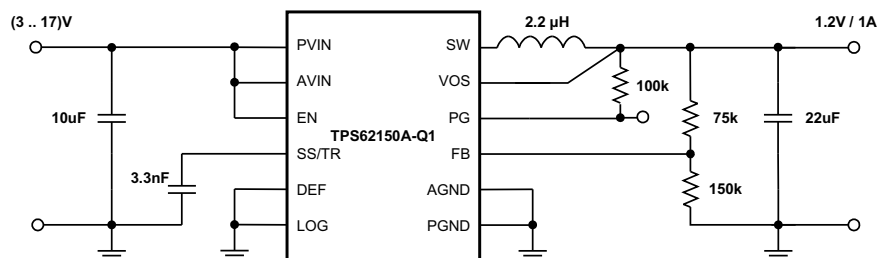 (3 .. 17)V
2.2 µH
1.2V / 1A
PVIN
SW
AVIN
VOS
100k
10uF
EN
PG
75k
22uF
TPS62150A-Q1
SS/TR
FB
3.3nF
DEF
AGND
150k
LOG
PGND